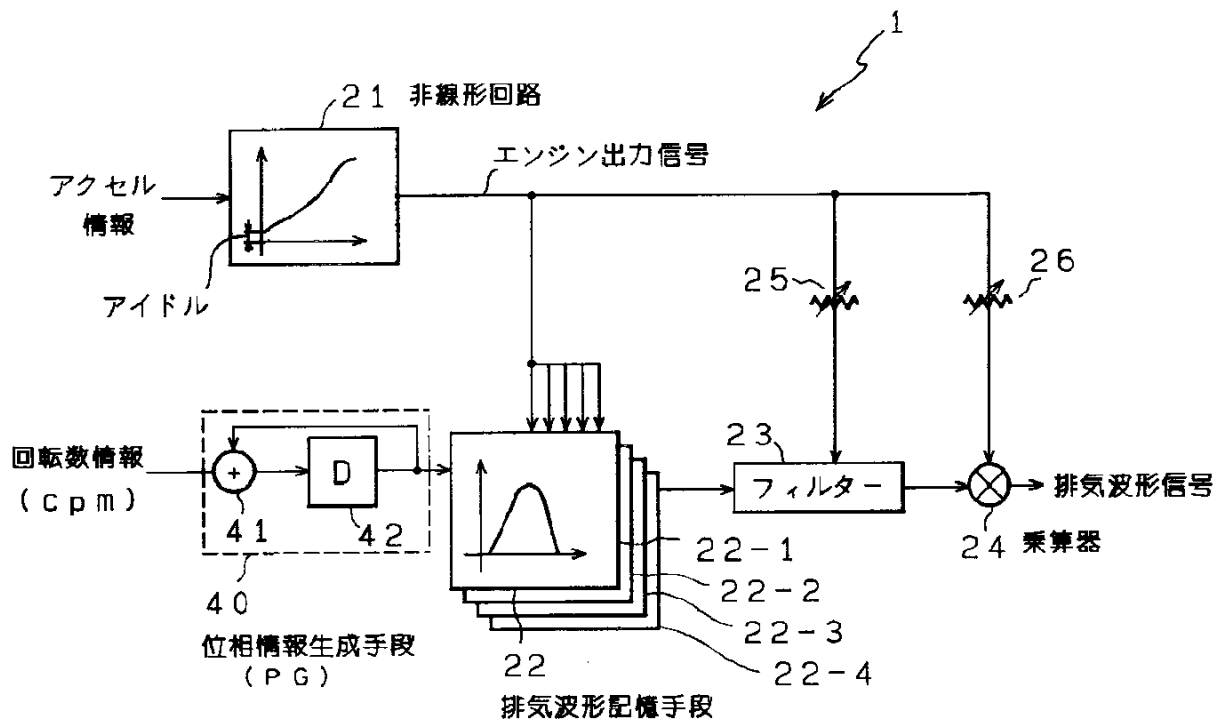 1
21 非線形回路
エンジン出力信号
アクセル
情報
アイドル
25
26
回転数情報
(cpm)
+
D
41
42
40
位相情報生成手段
(PG)
22-1
22-2
22-3
22-4
22
排気波形記憶手段
23
フィルター
24 乗算器
排気波形信号